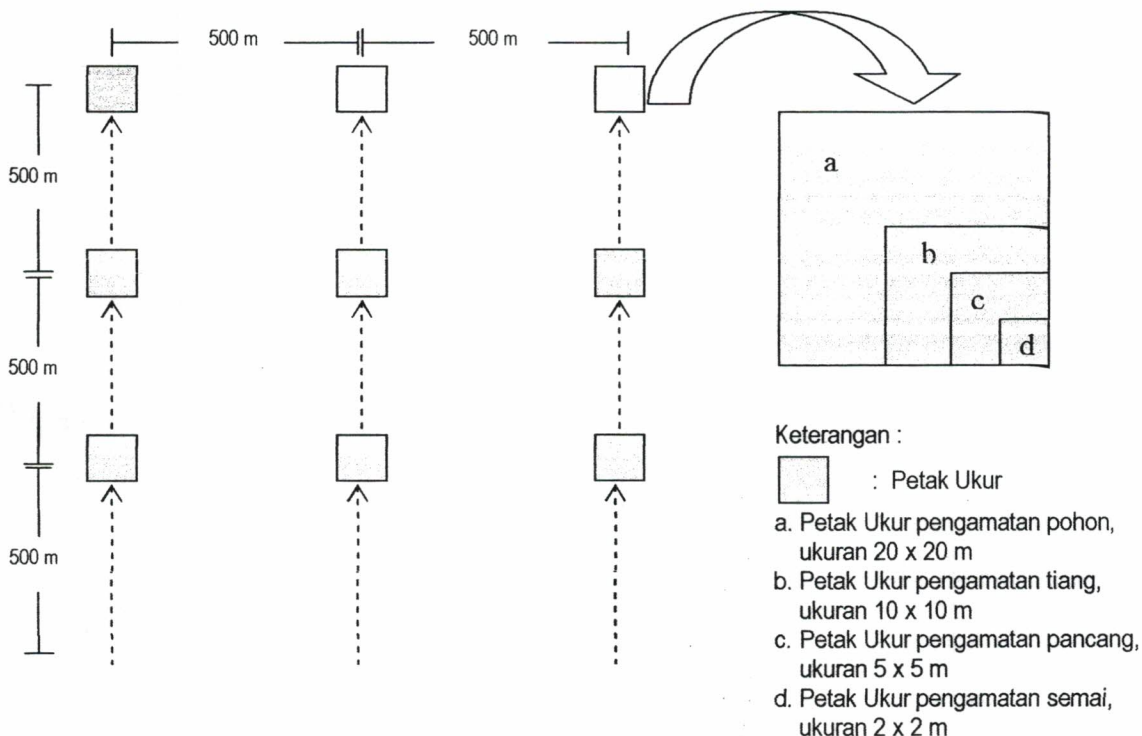 500 m
500 m
500 m
500 m
500 m
a
b
c
d
Keterangan :
: Petak Ukur
a. Petak Ukur pengamatan pohon,
ukuran 20 x 20 m
b. Petak Ukur pengamatan tiang,
ukuran 10 x 10 m
c. Petak Ukur pengamatan pancang,
ukuran 5 x 5 m
d. Petak Ukur pengamatan semai,
ukuran 2 x 2 m